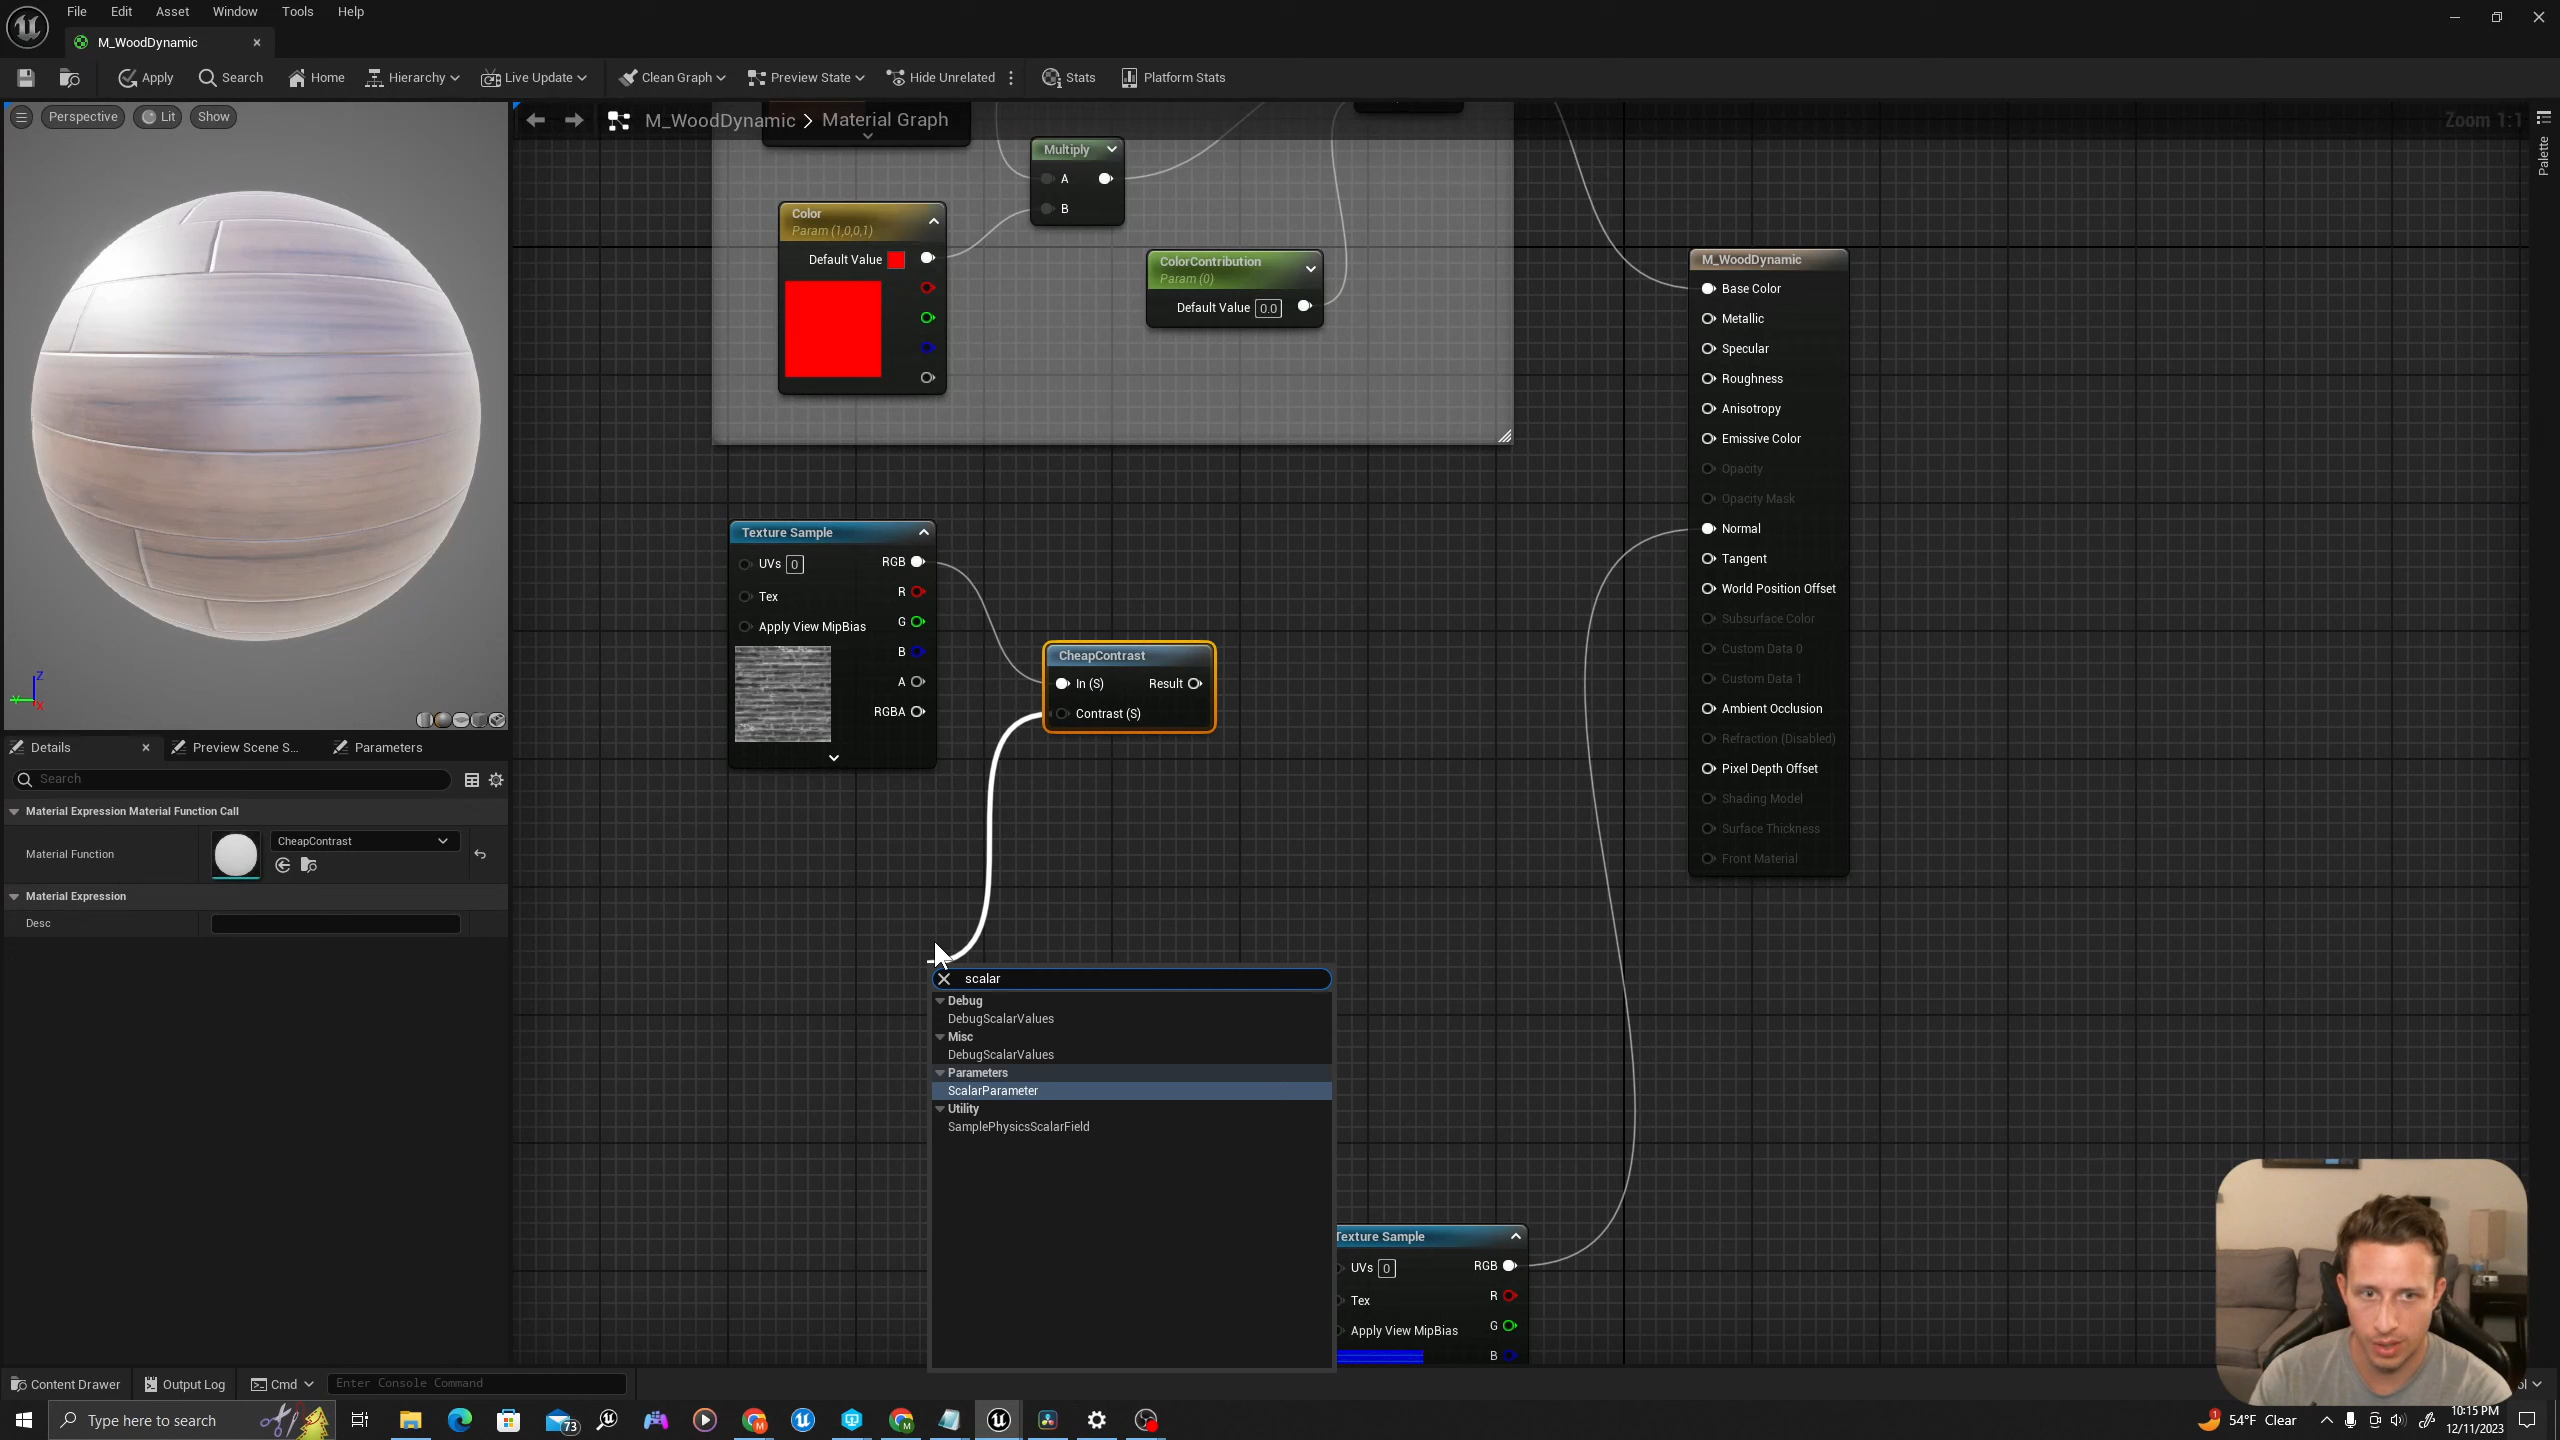 File Edit Asset Window Tools Help
M_WoodDynamic
Apply Search Home Hierarchy Live Update Clean Graph Preview State Hide Unrelated Stats Platform Stats
Perspective Lit Show
M_WoodDynamic > Material Graph
Zoom 1:1
Palette
Multiply
A
B
Color
Param (1,0,0,1)
Default Value
ColorContribution
Param (0)
Default Value 0.0
M_WoodDynamic
Base Color
Metallic
Specular
Roughness
Anisotropy
Emissive Color
Opacity
Opacity Mask
Normal
Tangent
World Position Offset
Subsurface Color
Custom Data 0
Custom Data 1
Ambient Occlusion
Refraction (Disabled)
Pixel Depth Offset
Shading Model
Surface Thickness
Front Material
Texture Sample
UVs 0 RGB
R
Tex
G
Apply View MipBias
B
A
RGBA
CheapContrast
In (S) Result
Contrast (S)
Z
Y
X
Details Preview Scene S... Parameters
Search
Material Expression Material Function Call
Material Function CheapContrast
Material Expression
Desc
scalar
Debug
DebugScalarValues
Misc
DebugScalarValues
Parameters
ScalarParameter
Utility
SamplePhysicsScalarField
Texture Sample
UVs 0 RGB
R
Tex
G
Apply View MipBias
B
Content Drawer Output Log Cmd Enter Console Command
Type here to search
73
1
54°F Clear
10:15 PM
12/11/2023